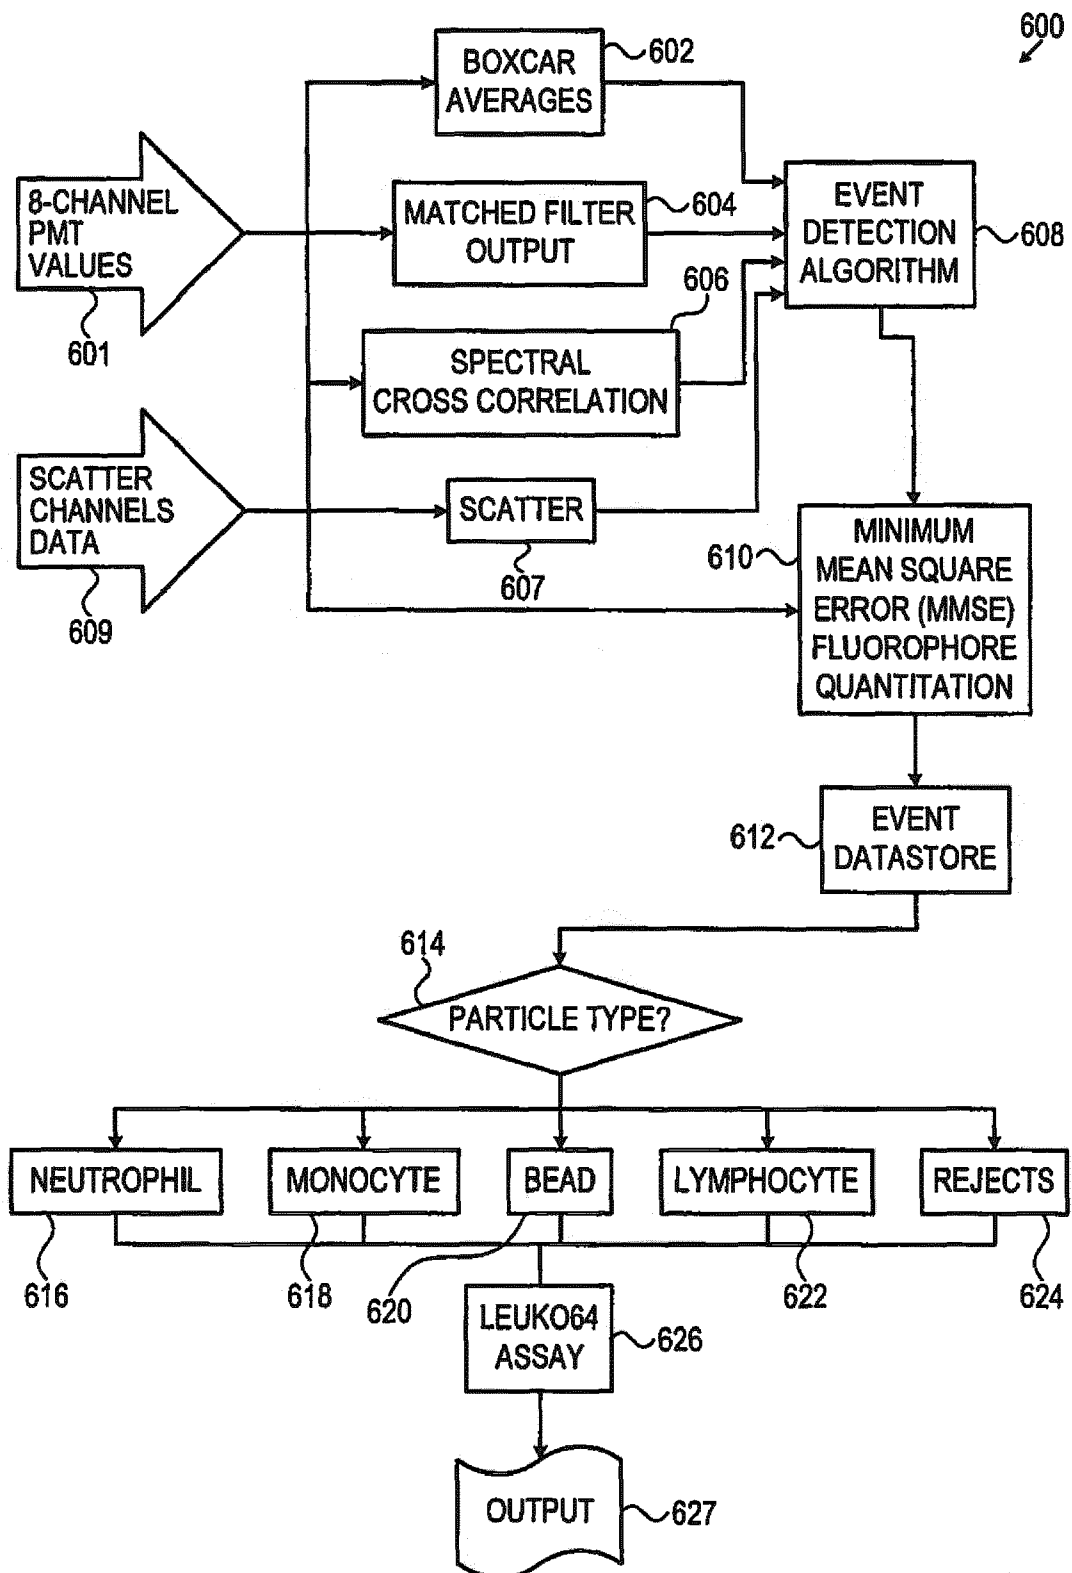 600
BOXCAR
AVERAGES
602
8-CHANNEL
PMT
VALUES
601
MATCHED FILTER
OUTPUT
604
EVENT
DETECTION
ALGORITHM
608
606
SPECTRAL
CROSS CORRELATION
SCATTER
CHANNELS
DATA
609
SCATTER
607
610
MINIMUM
MEAN SQUARE
ERROR (MMSE)
FLUOROPHORE
QUANTITATION
612
EVENT
DATASTORE
614
PARTICLE TYPE?
NEUTROPHIL
MONOCYTE
BEAD
LYMPHOCYTE
REJECTS
616
618
620
622
624
LEUKO64
ASSAY
626
OUTPUT
627